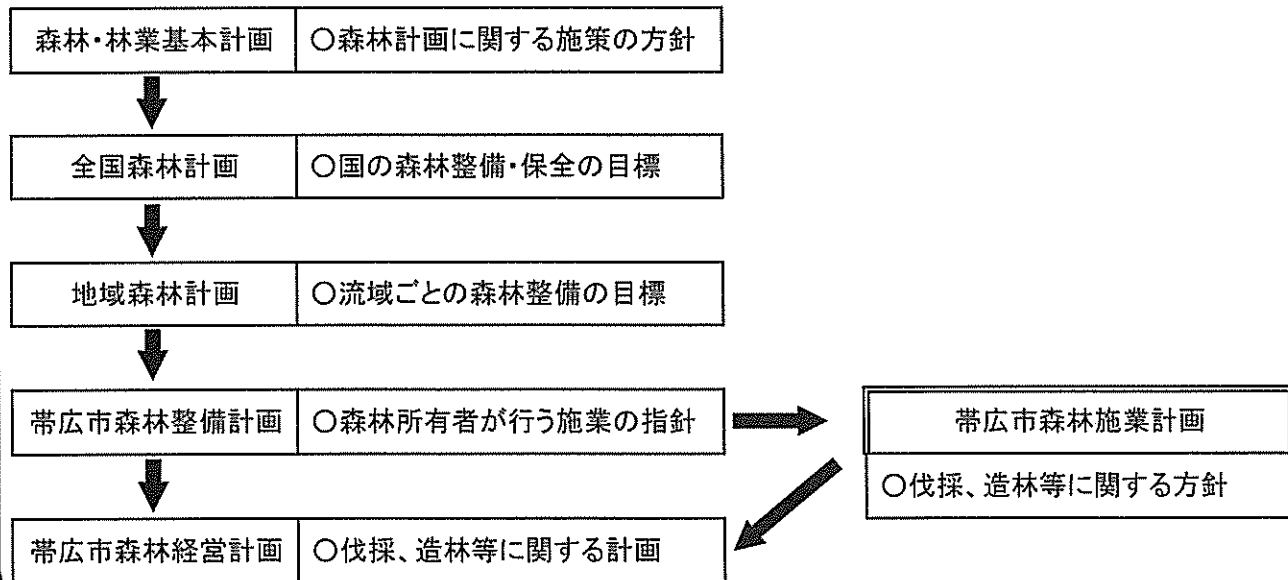 森林・林業基本計画 ○森林計画に関する施策の方針
全国森林計画 ○国の森林整備・保全の目標
地域森林計画 ○流域ごとの森林整備の目標
帯広市森林整備計画 ○森林所有者が行う施業の指針
帯広市森林施業計画
○伐採、造林等に関する方針
帯広市森林経営計画 ○伐採、造林等に関する計画